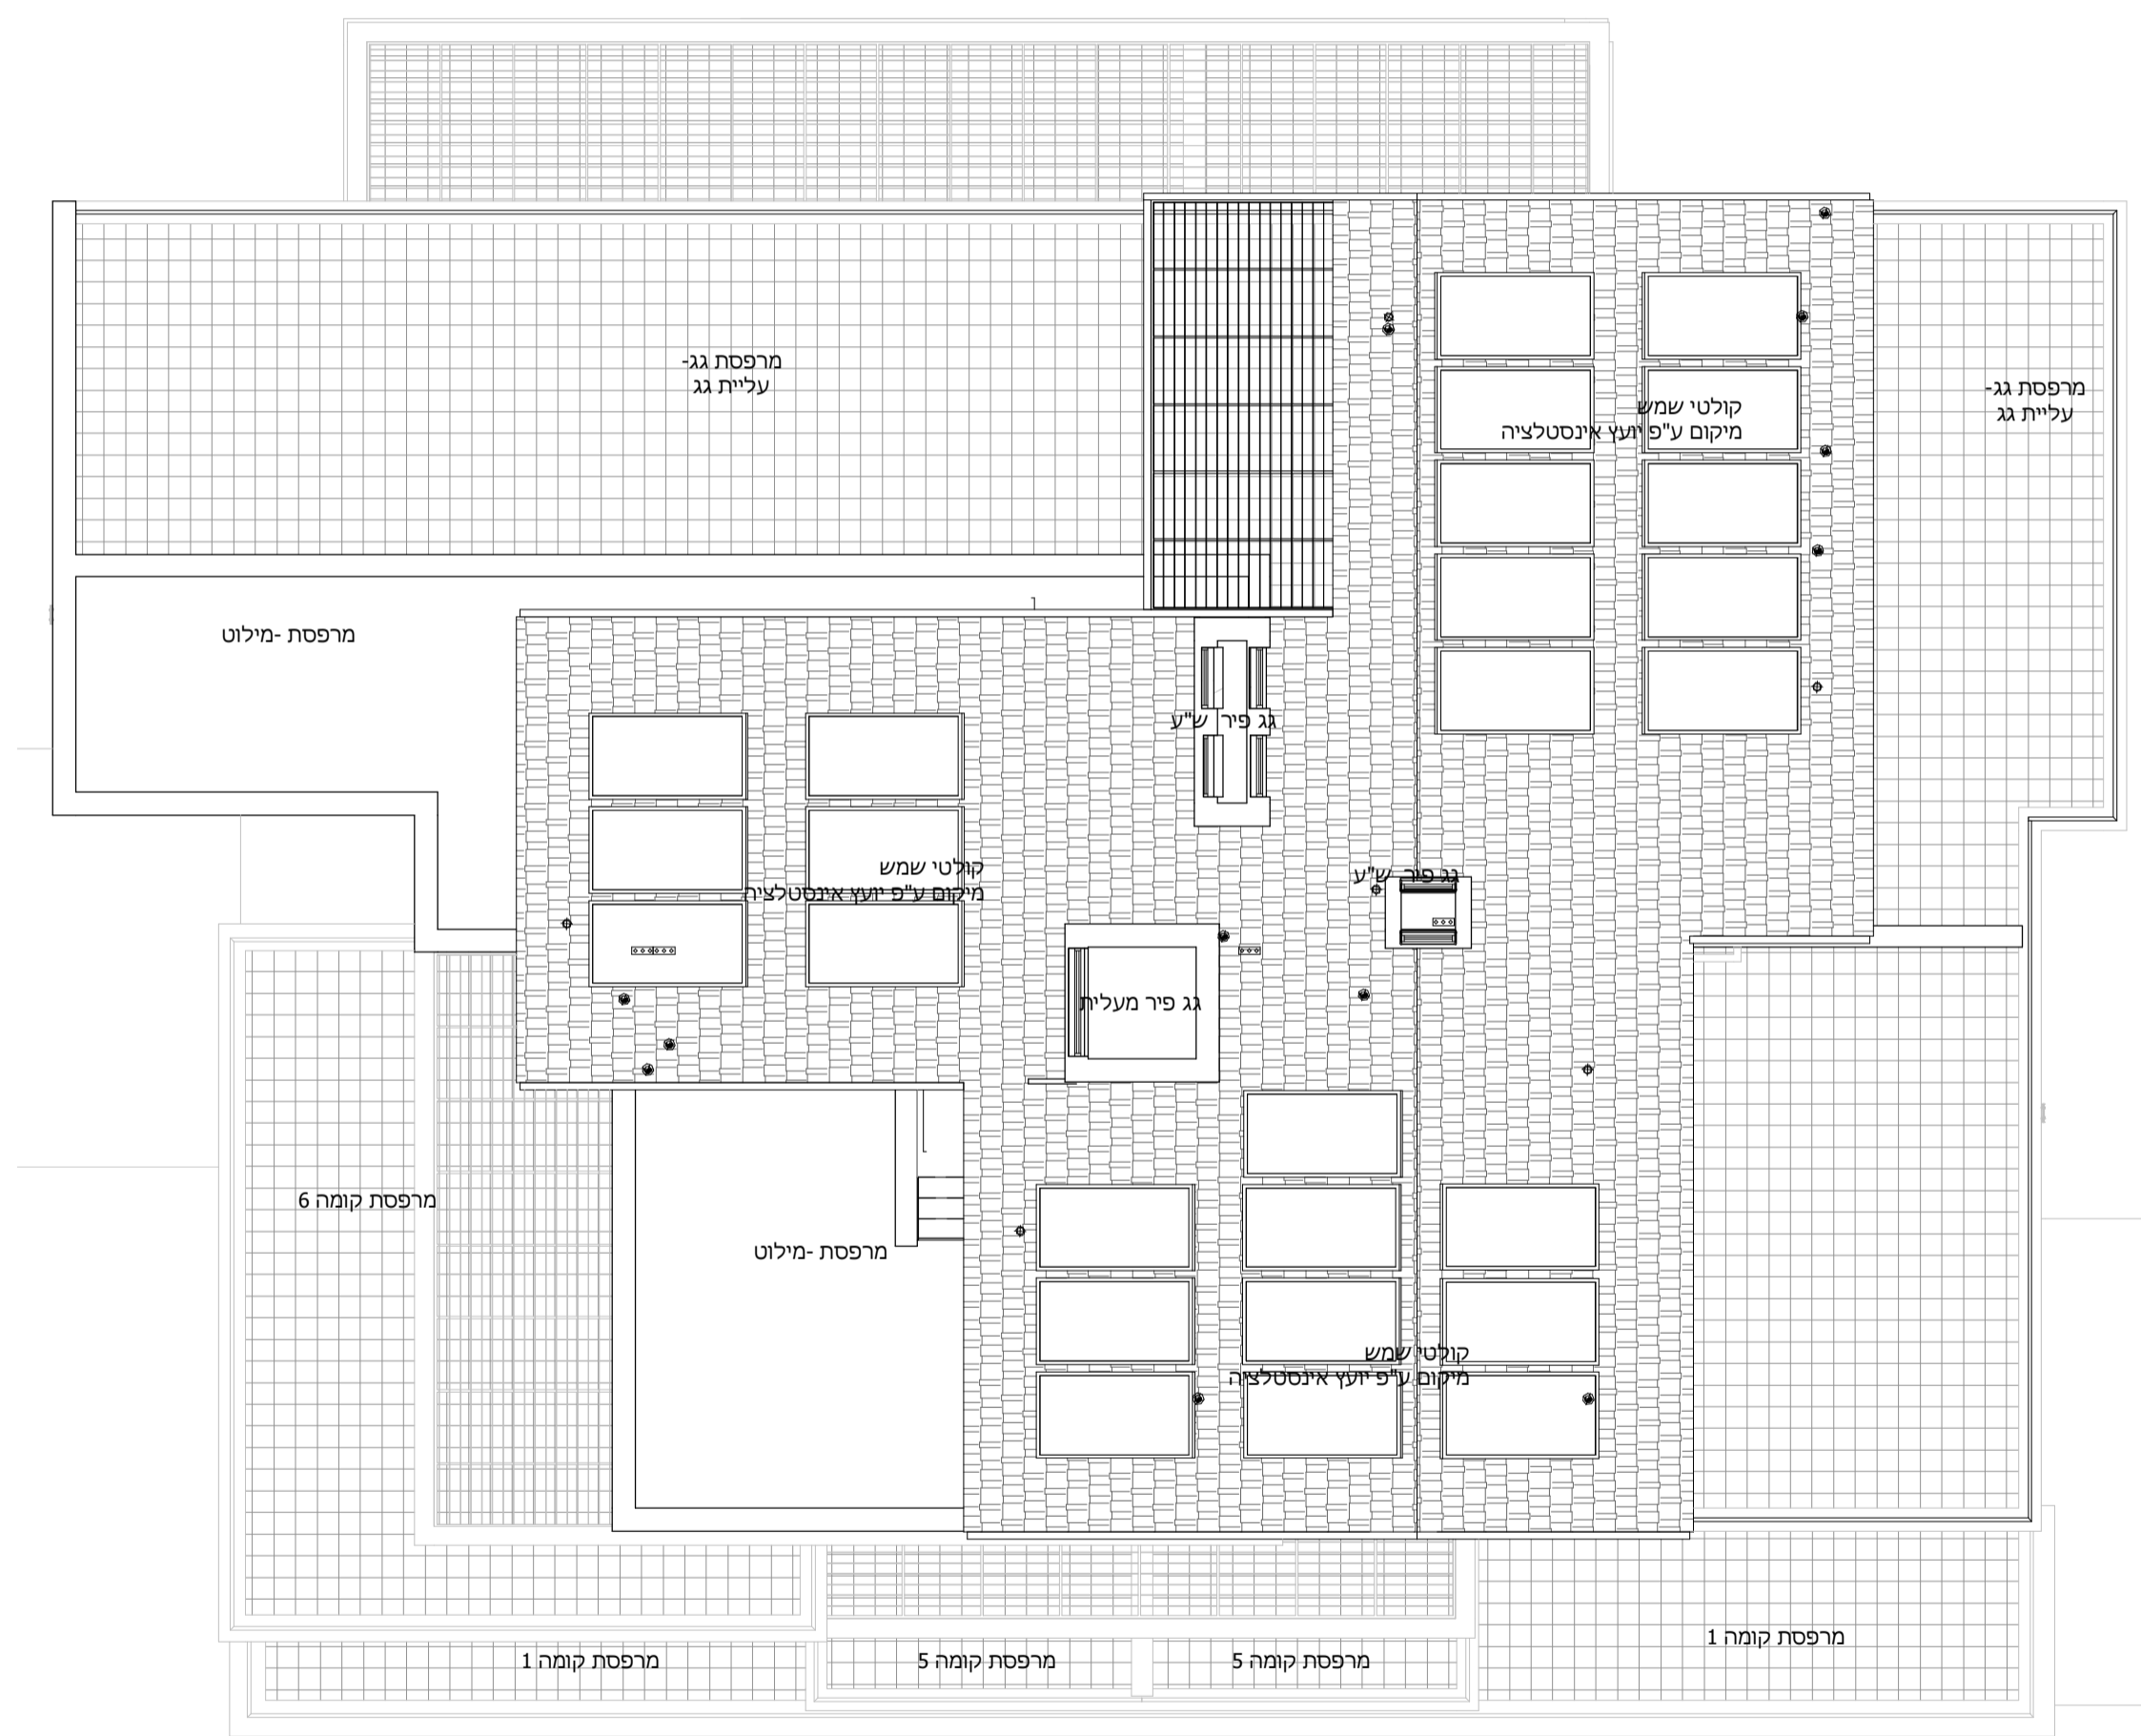 מרפסת גג-
עליית גג
מרפסת גג-
עליית גג
קולטי שמש
מיקום ע"פ יועץ אינסטלציה
מרפסת -מילוט
גג פיר ש"ע
קולטי שמש
מיקום ע"פ יועץ אינסטלציה
גג פיר ש"ע
גג פיר מעלית
מרפסת קומה 6
מרפסת -מילוט
קולטי שמש
מיקום ע"פ יועץ אינסטלציה
מרפסת קומה 1
מרפסת קומה 5
מרפסת קומה 5
מרפסת קומה 1